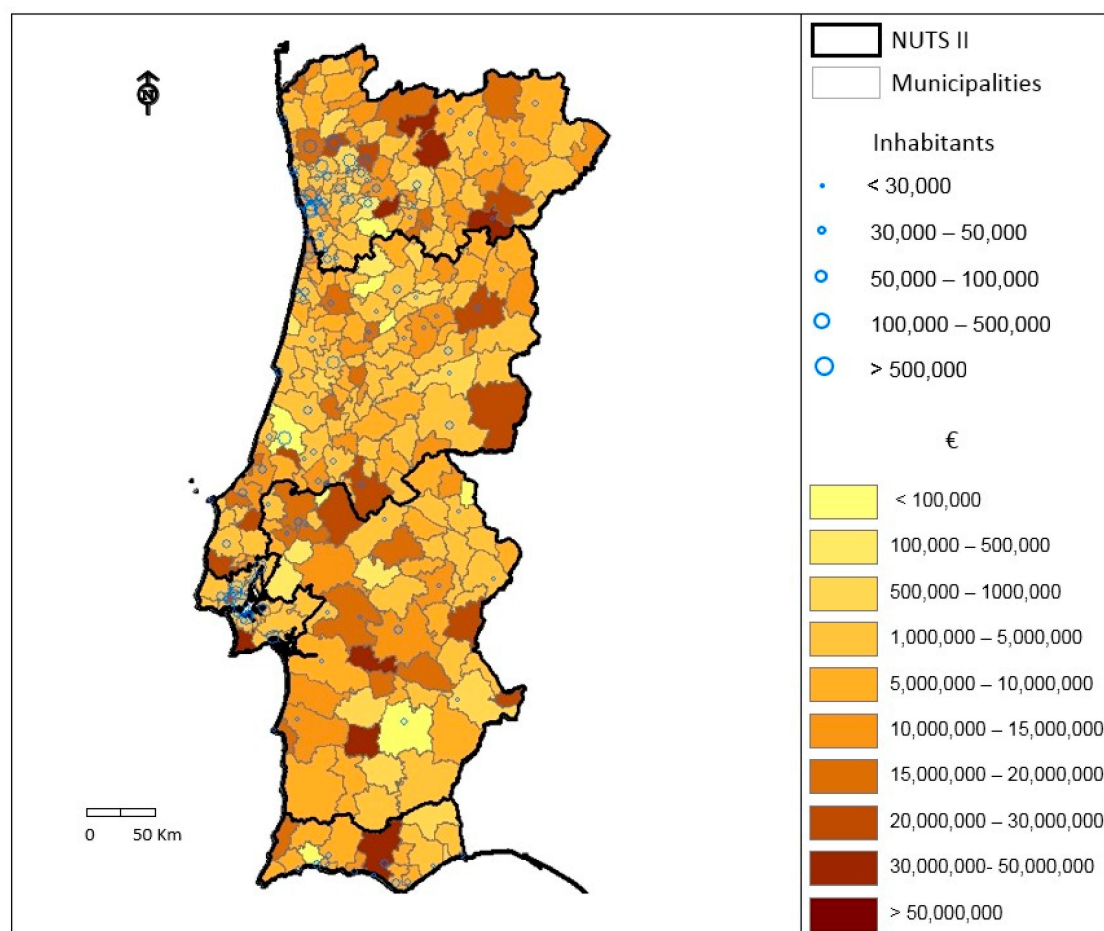 N
NUTS II
Municipalities
Inhabitants
< 30,000
30,000 – 50,000
50,000 – 100,000
100,000 – 500,000
> 500,000
€
< 100,000
100,000 – 500,000
500,000 – 1000,000
1,000,000 – 5,000,000
5,000,000 – 10,000,000
10,000,000 – 15,000,000
15,000,000 – 20,000,000
20,000,000 – 30,000,000
30,000,000- 50,000,000
> 50,000,000
0 50 Km